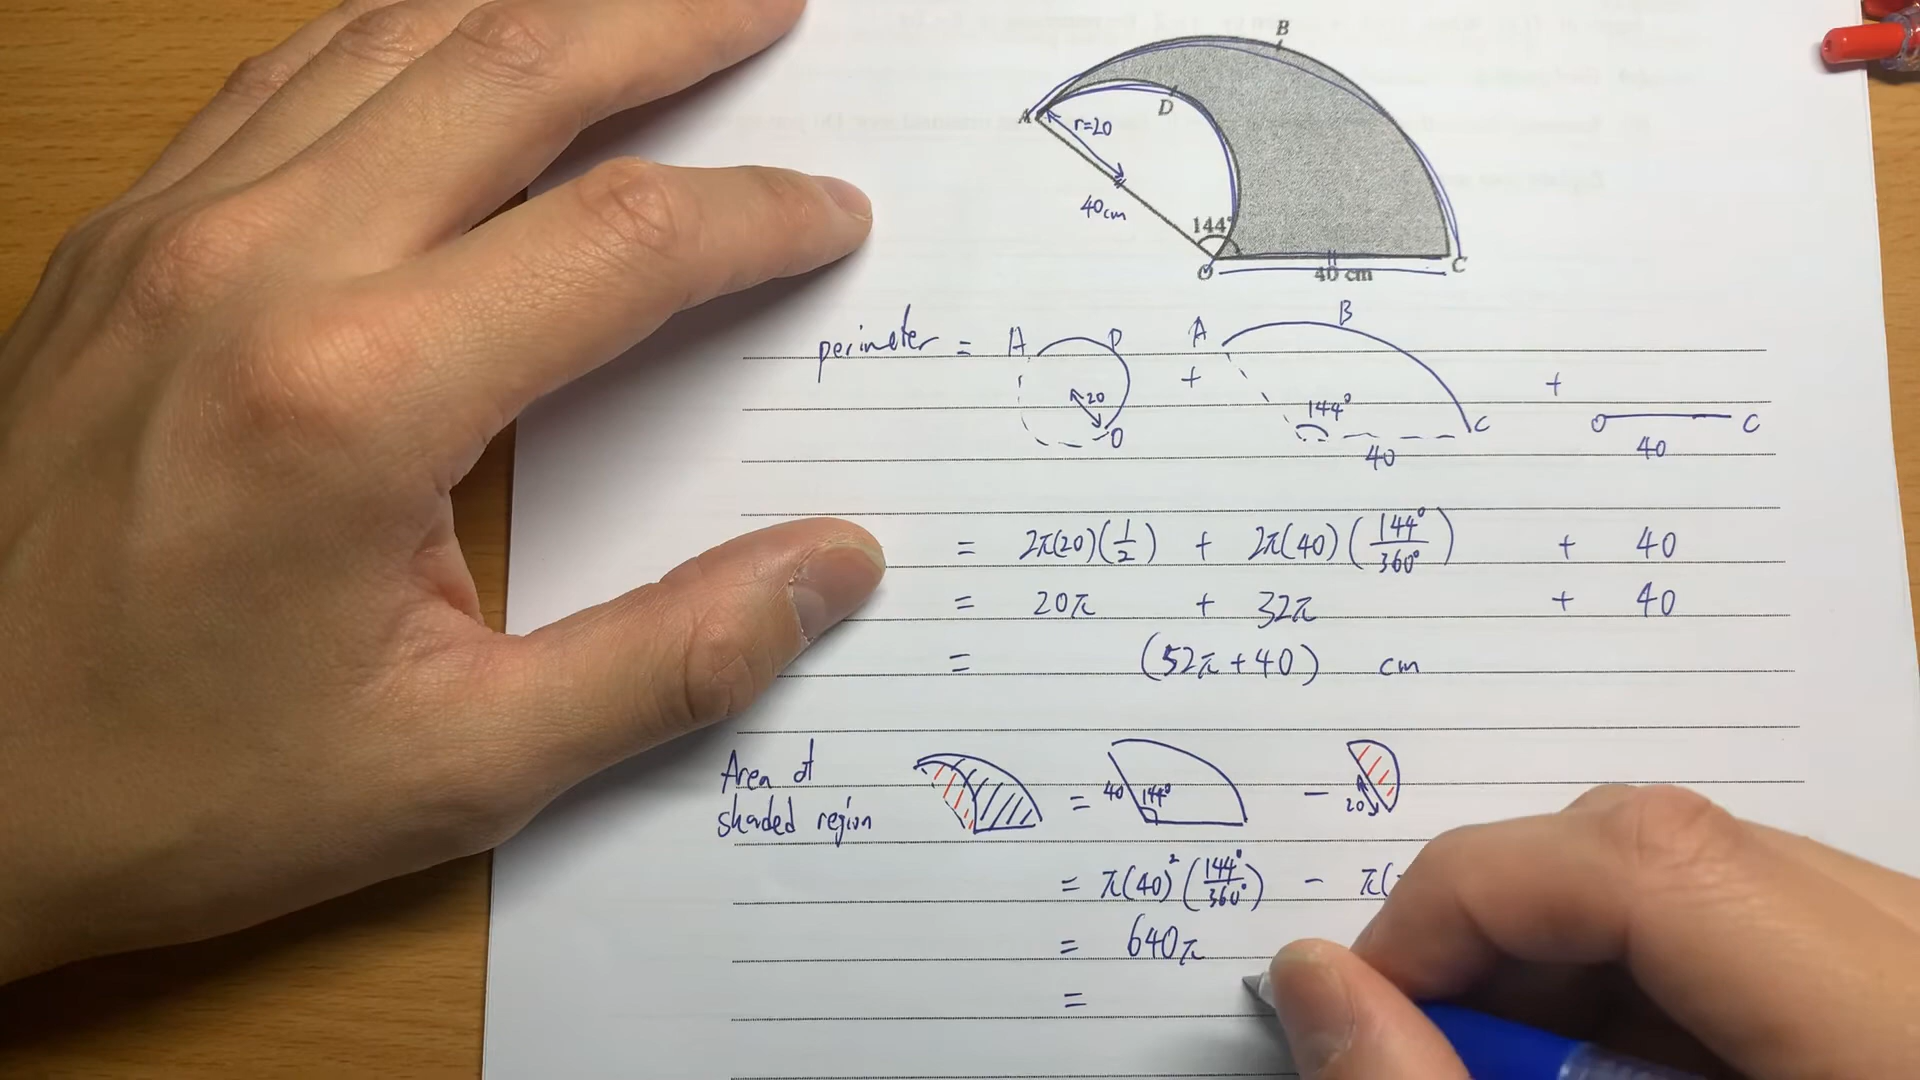 B
A
D
r=20
40cm
144°
O
40 cm
C
perimeter = A D O 20 + A B C 144° 40 + O C 40
= 2π(20)(1/2) + 2π(40)(144°/360°) + 40
= 20π + 32π + 40
= (52π+40) cm
Area of
shaded region = 40 144° - 20
= π(40)²(144°/360°) - π(
= 640π
=